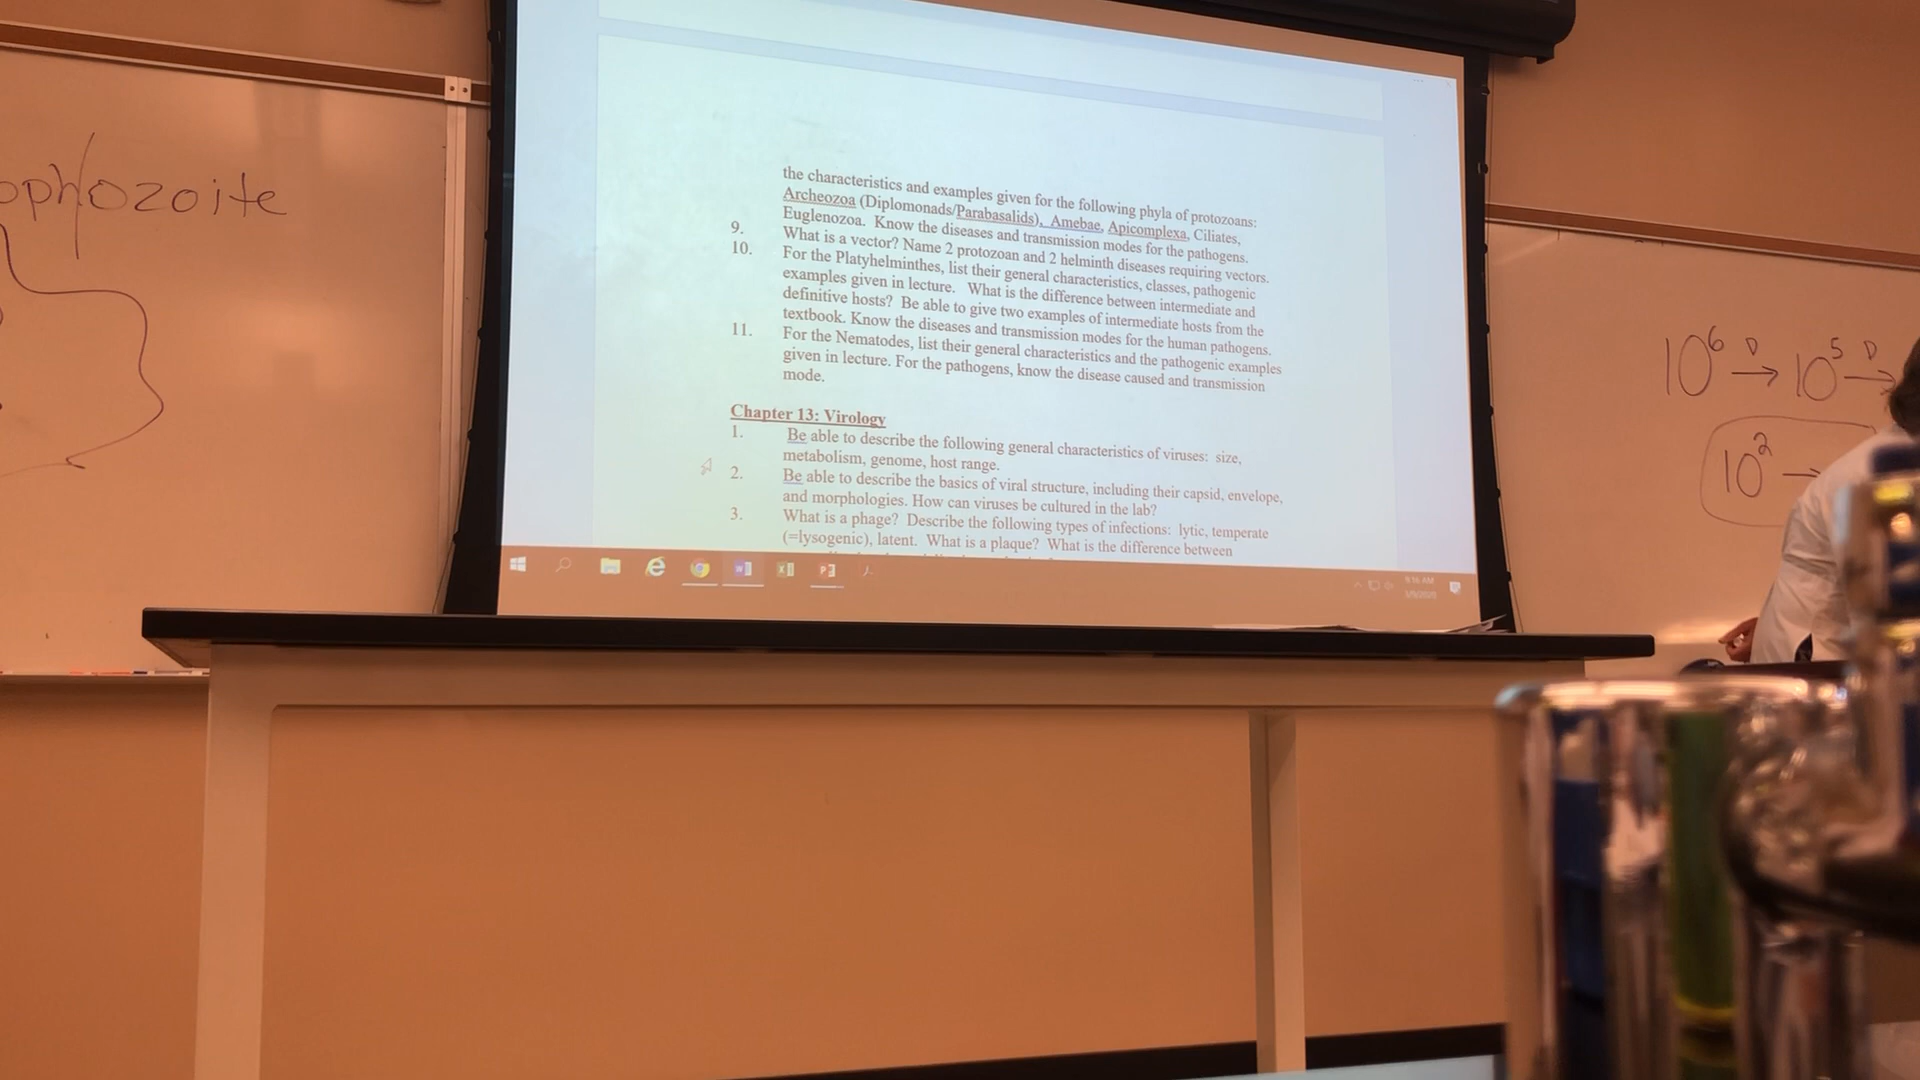 ophozoite
the characteristics and examples given for the following phyla of protozoans:
Archeozoa (Diplomonads/Parabasalids), Amebae, Apicomplexa, Ciliates,
Euglenozoa. Know the diseases and transmission modes for the pathogens.
9. What is a vector? Name 2 protozoan and 2 helminth diseases requiring vectors.
10. For the Platyhelminthes, list their general characteristics, classes, pathogenic
examples given in lecture. What is the difference between intermediate and
definitive hosts? Be able to give two examples of intermediate hosts from the
textbook. Know the diseases and transmission modes for the human pathogens.
11. For the Nematodes, list their general characteristics and the pathogenic examples
given in lecture. For the pathogens, know the disease caused and transmission
mode.
Chapter 13: Virology
1. Be able to describe the following general characteristics of viruses: size,
metabolism, genome, host range.
2. Be able to describe the basics of viral structure, including their capsid, envelope,
and morphologies. How can viruses be cultured in the lab?
3. What is a phage? Describe the following types of infections: lytic, temperate
(=lysogenic), latent. What is a plaque? What is the difference between
9:16 AM
10⁶ D → 10⁵ D →
10² →